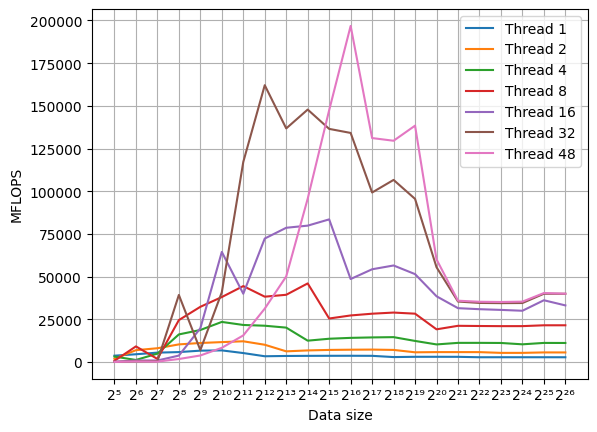 200000
175000
150000
125000
100000
75000
50000
25000
0
MFLOPS
Thread 1
Thread 2
Thread 4
Thread 8
Thread 16
Thread 32
Thread 48
2⁵ 2⁶ 2⁷ 2⁸ 2⁹ 2¹⁰ 2¹¹ 2¹² 2¹³ 2¹⁴ 2¹⁵ 2¹⁶ 2¹⁷ 2¹⁸ 2¹⁹ 2²⁰ 2²¹ 2²² 2²³ 2²⁴ 2²⁵ 2²⁶
Data size